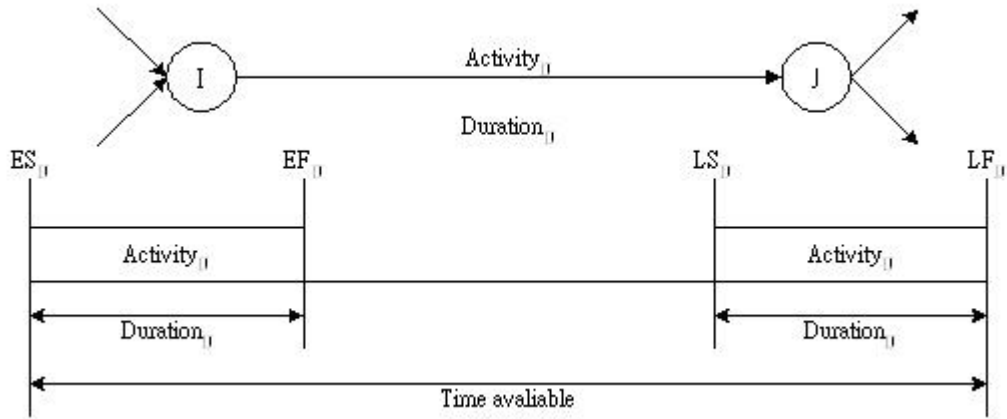 I
Activity
J
Duration
ES EF LS LF
Activity Activity
Duration Duration
Time avaliable